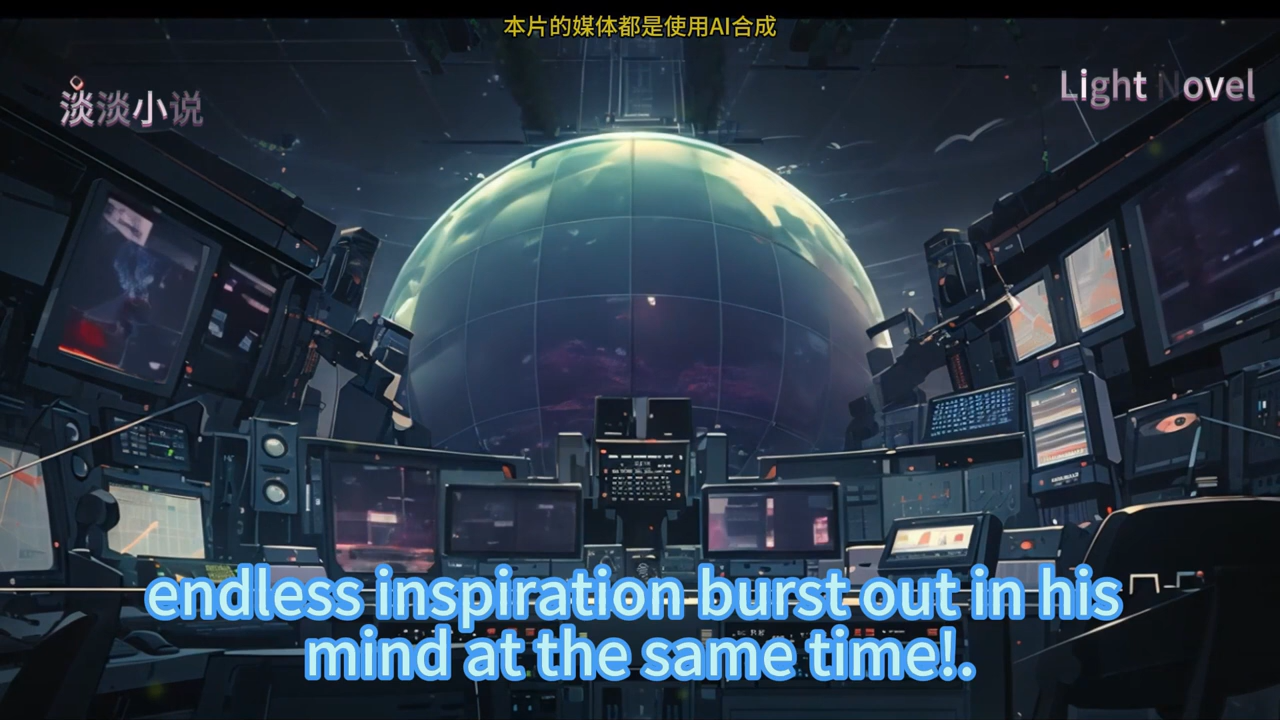 本片的媒体都是使用AI合成
淡淡小说
Light Novel
endless inspiration burst out in his
mind at the same time!.